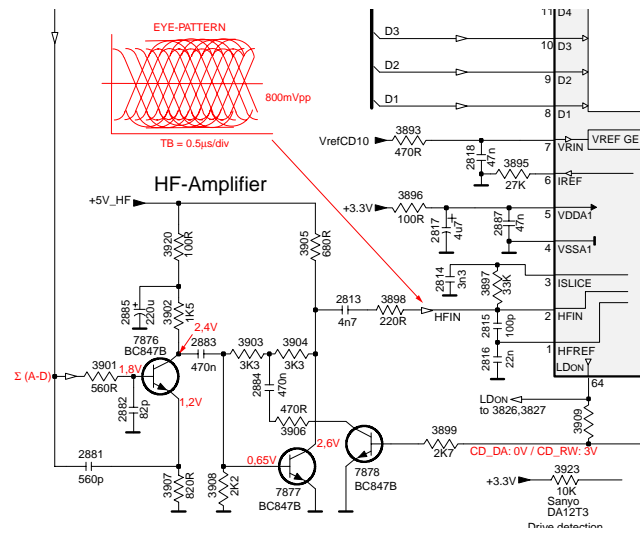 EYE-PATTERN
800mVpp
TB = 0.5µs/div
11
D4
D3
10
D3
D2
9
D2
D1
8
D1
VrefCD10
3893
470R
2818
47n
7
VRIN
VREF GE
3895
27K
6
IREF
HF-Amplifier
+5V_HF
+3.3V
3896
100R
2817
4u7
+
2887
47n
5
VDDA1
4
VSSA1
3920
100R
3905
680R
2814
3n3
3897
33K
3
ISLICE
2885
220u
+
3902
1K5
2813
4n7
3898
220R
HFIN
2
HFIN
2815
100p
7876
BC847B
2,4V
2883
470n
3903
3K3
3904
3K3
2816
22n
1
HFREF
LDON
64
Σ (A-D)
3901
560R
1,8V
2882
82p
1,2V
2884
470n
470R
3906
LDON
to 3826,3827
3909
2,6V
3899
2K7
CD_DA: 0V / CD_RW: 3V
2881
560p
0,65V
7878
BC847B
3907
820R
3908
2K2
7877
BC847B
+3.3V
3923
10K
Sanyo
DA12T3
Drive detection